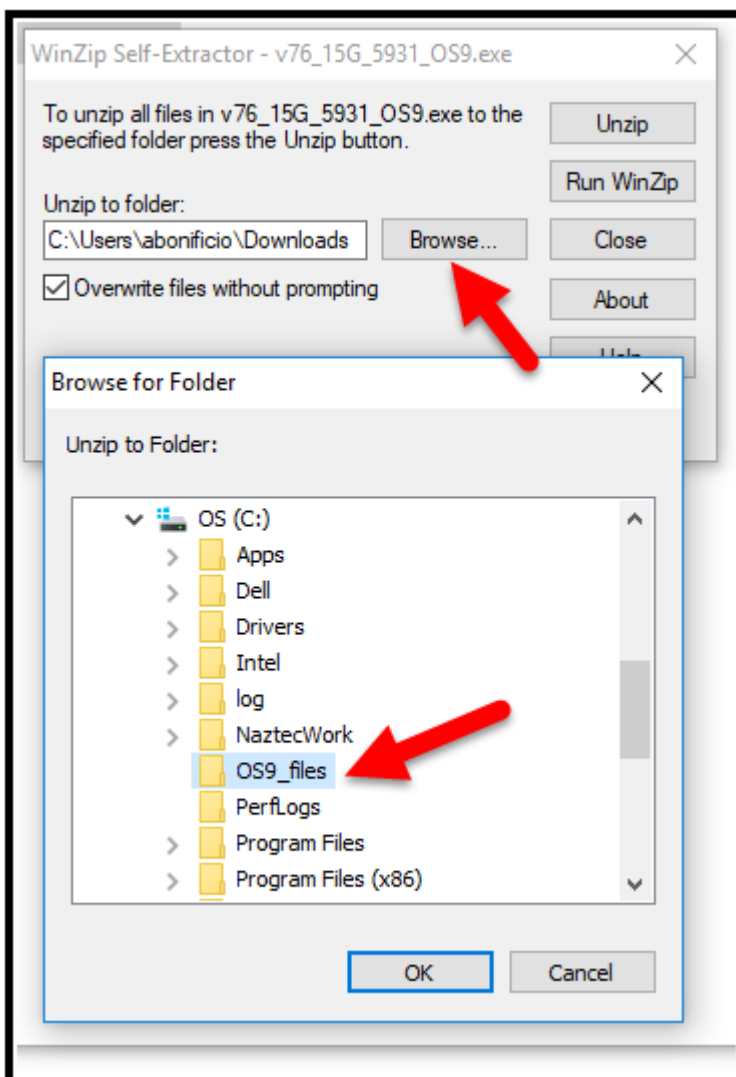 WinZip Self-Extractor - v76_15G_5931_OS9.exe
To unzip all files in v76_15G_5931_OS9.exe to the
specified folder press the Unzip button.
Unzip
Run WinZip
Unzip to folder:
C:\Users\abonificio\Downloads
Browse...
Close
Overwrite files without prompting
About
Browse for Folder
Unzip to Folder:
OS (C:)
Apps
Dell
Drivers
Intel
log
NaztecWork
OS9_files
PerfLogs
Program Files
Program Files (x86)
OK
Cancel